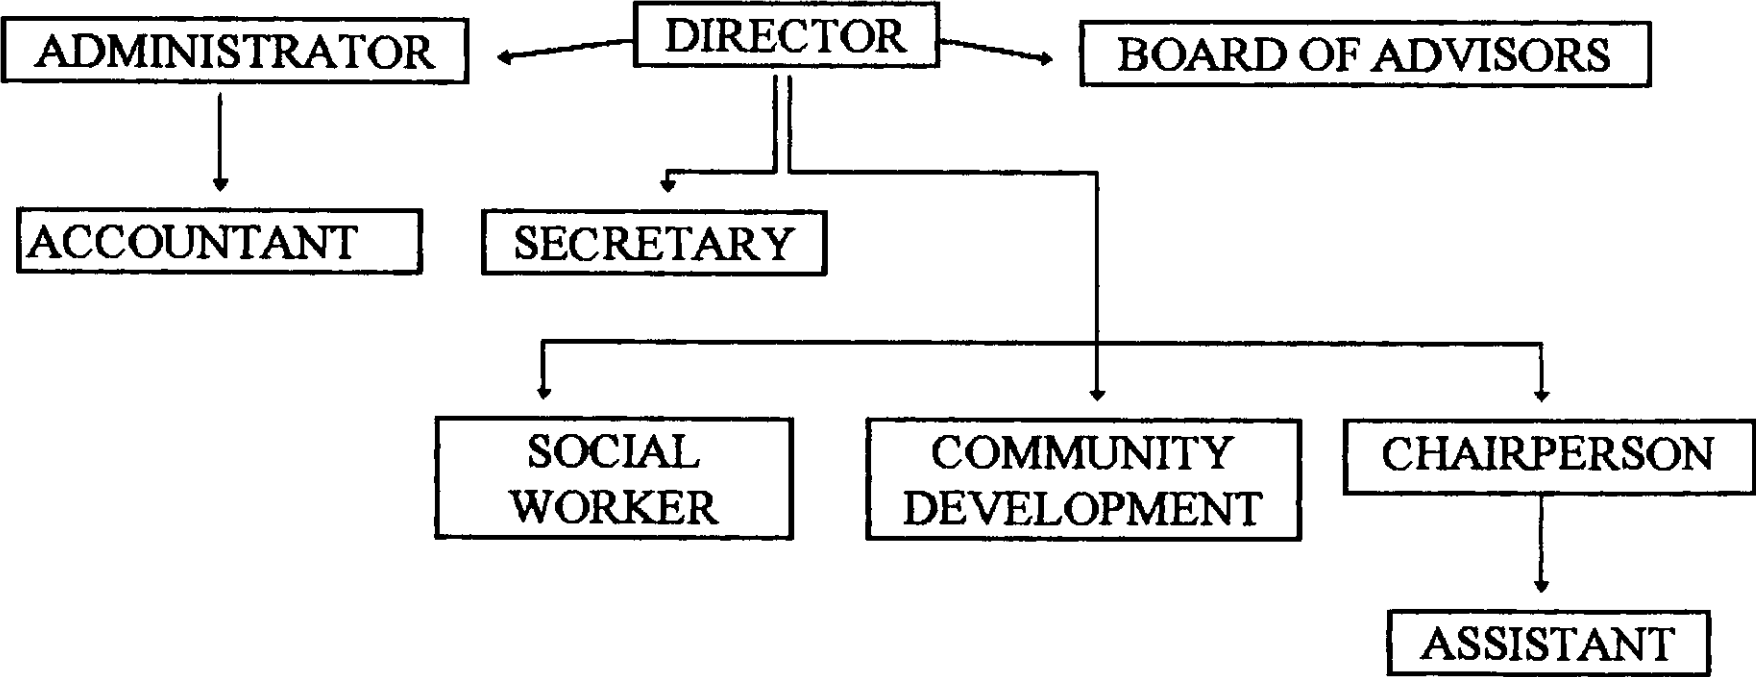 ADMINISTRATOR
DIRECTOR
BOARD OF ADVISORS
ACCOUNTANT
SECRETARY
SOCIAL
WORKER
COMMUNITY
DEVELOPMENT
CHAIRPERSON
ASSISTANT